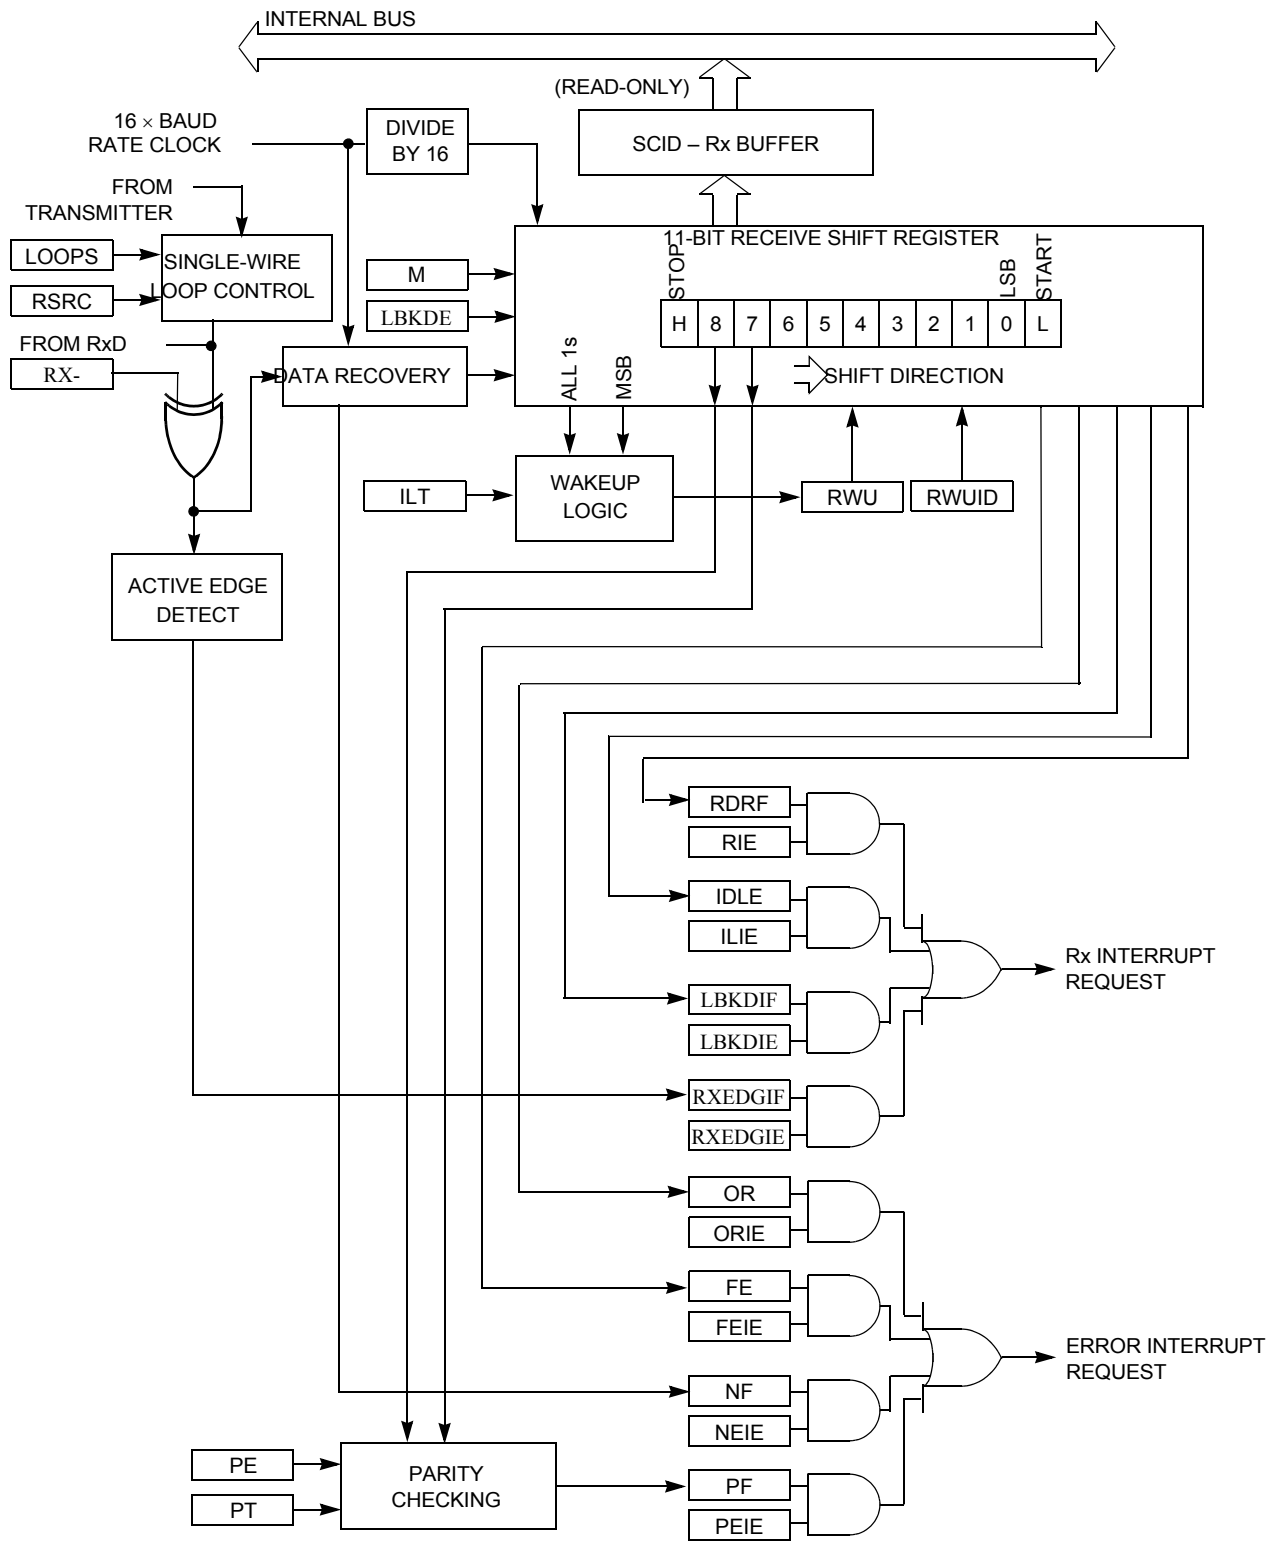 INTERNAL BUS
(READ-ONLY)
16 × BAUD
RATE CLOCK
DIVIDE
BY 16
SCID – Rx BUFFER
FROM
TRANSMITTER
LOOPS
RSRC
SINGLE-WIRE
LOOP CONTROL
M
LBKDE
11-BIT RECEIVE SHIFT REGISTER
STOP
LSB
START
H 8 7 6 5 4 3 2 1 0 L
FROM RxD
RX-
DATA RECOVERY
ALL 1s
MSB
SHIFT DIRECTION
ILT
WAKEUP
LOGIC
RWU
RWUID
ACTIVE EDGE
DETECT
RDRF
RIE
IDLE
ILIE
Rx INTERRUPT
REQUEST
LBKDIF
LBKDIE
RXEDGIF
RXEDGIE
OR
ORIE
FE
FEIE
ERROR INTERRUPT
REQUEST
NF
NEIE
PE
PT
PARITY
CHECKING
PF
PEIE